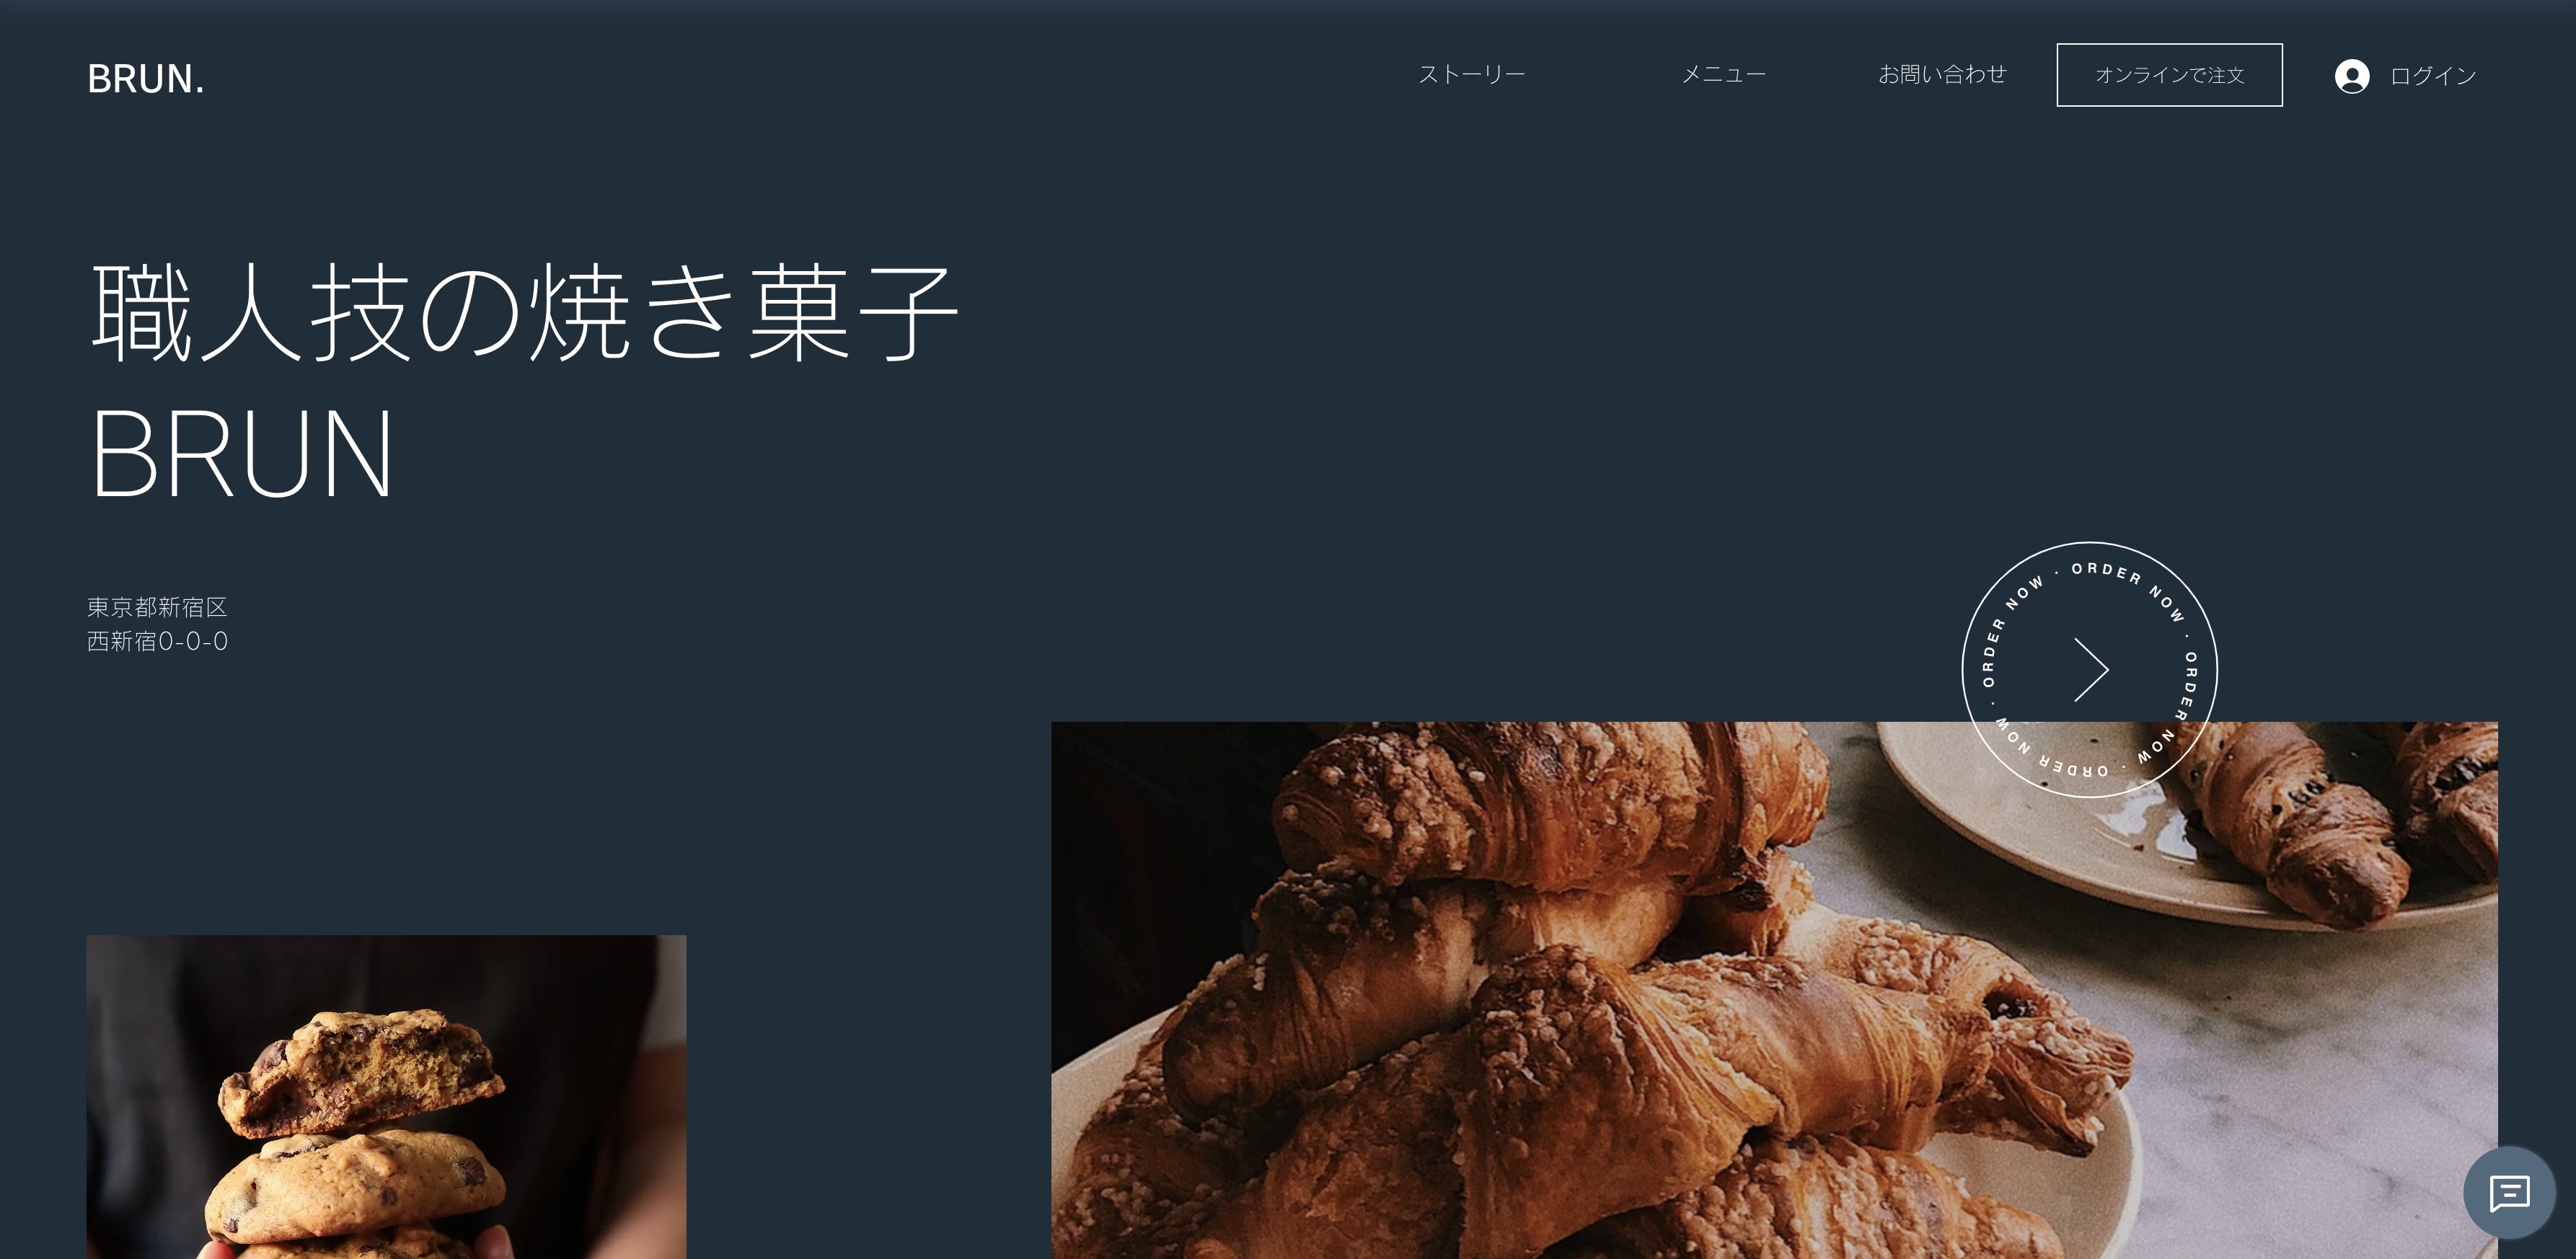 BRUN.
ストーリー
メニュー
お問い合わせ
オンラインで注文
ログイン
職人技の焼き菓子
BRUN
東京都新宿区
西新宿0-0-0
ORDER NOW · ORDER NOW · ORDER NOW · ORDER NOW ·